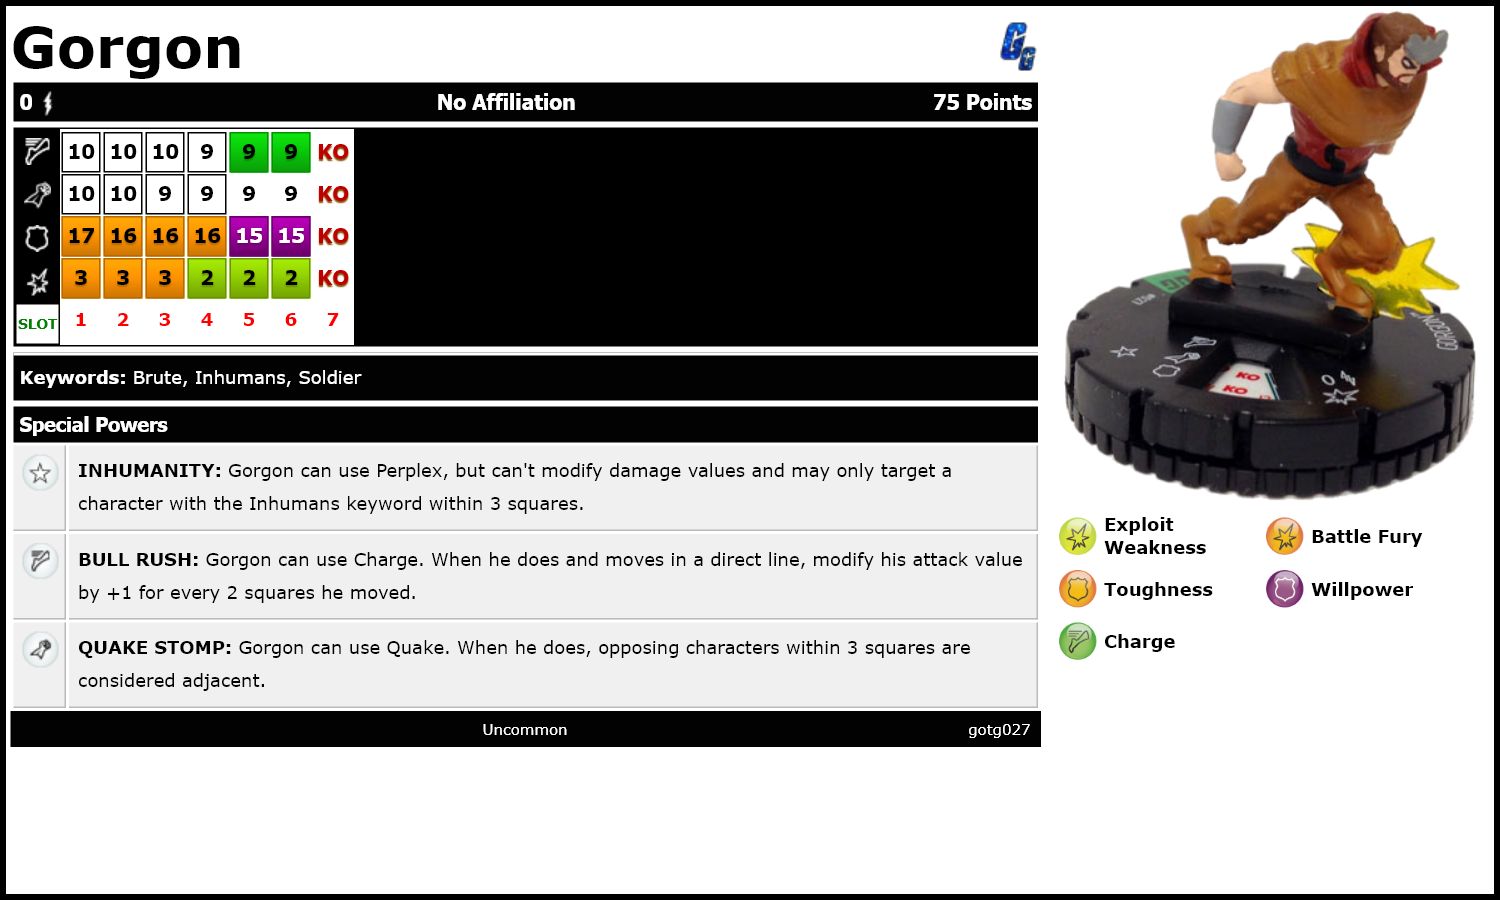 Gorgon
GG
0 No Affiliation 75 Points
10 10 10 9 9 9 KO
10 10 9 9 9 9 KO
17 16 16 16 15 15 KO
3 3 3 2 2 2 KO
SLOT 1 2 3 4 5 6 7
Keywords: Brute, Inhumans, Soldier
Special Powers
INHUMANITY: Gorgon can use Perplex, but can't modify damage values and may only target a
character with the Inhumans keyword within 3 squares.
BULL RUSH: Gorgon can use Charge. When he does and moves in a direct line, modify his attack value
by +1 for every 2 squares he moved.
QUAKE STOMP: Gorgon can use Quake. When he does, opposing characters within 3 squares are
considered adjacent.
Uncommon gotg027
GORGON
KO
KO
0
Exploit
Weakness
Battle Fury
Toughness
Willpower
Charge